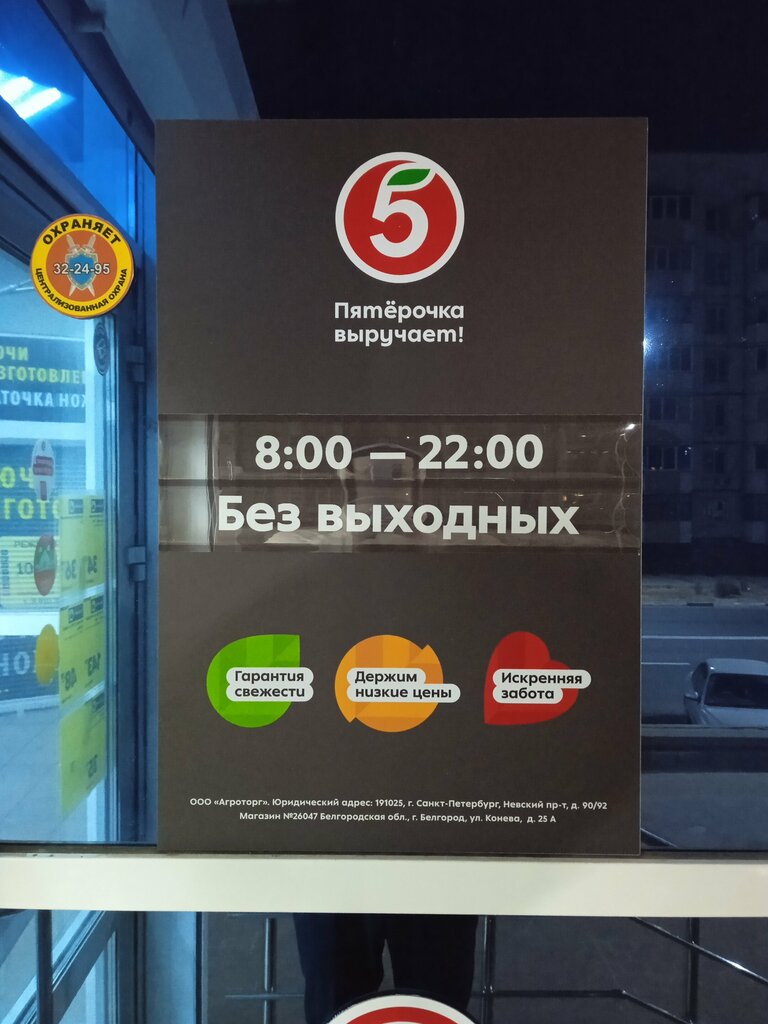 5
Пятёрочка
выручает!
8:00 — 22:00
Без выходных
Гарантия
свежести
Держим
низкие цены
Искренняя
забота
ООО «Агроторг». Юридический адрес: 191025, г. Санкт-Петербург, Невский пр-т, д. 90/92
Магазин №26047 Белгородская обл., г. Белгород, ул. Конева, д. 25 А
ОХРАНЯЕТ
32-24-95
ЦЕНТРАЛИЗОВАННАЯ ОХРАНА